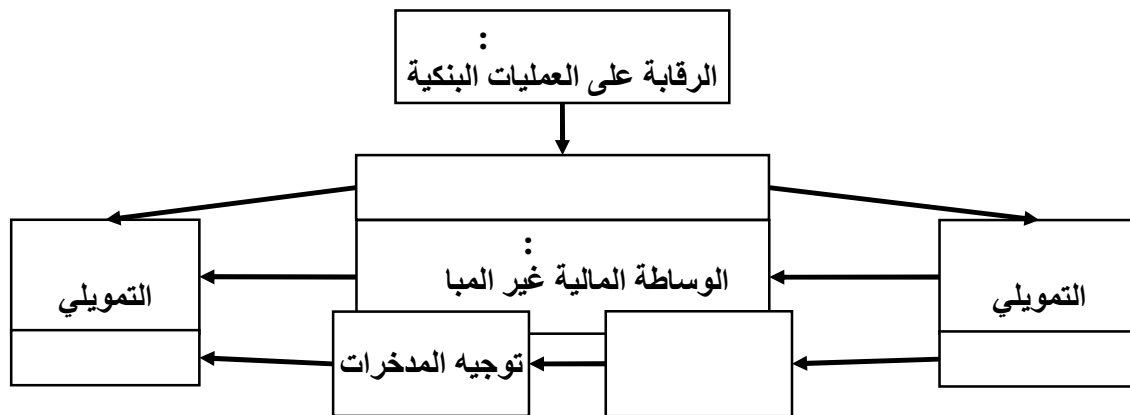 :
الرقابة على العمليات البنكية
:
الوساطة المالية غير المبا
التمويلي
التمويلي
توجيه المدخرات